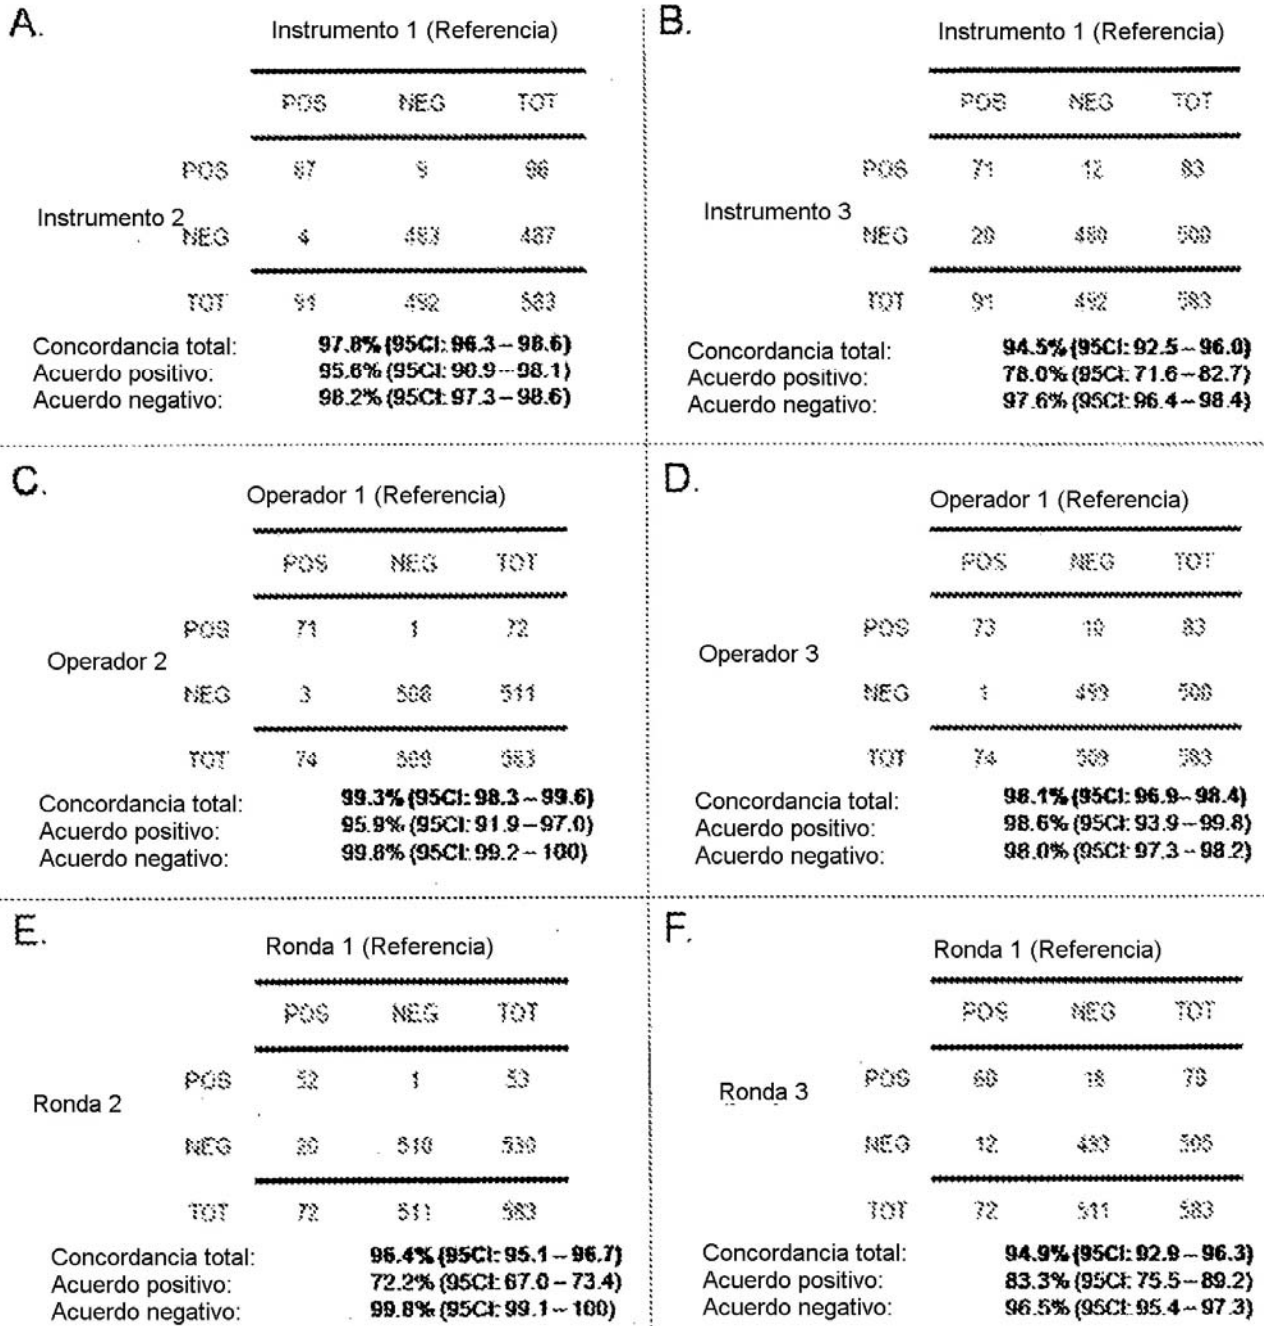 A.
Instrumento 1 (Referencia)
POS NEG TOT
POS 87 9 96
Instrumento 2
NEG 4 483 487
TOT 91 492 583
Concordancia total: 97.8% (95CI: 96.3 – 98.6)
Acuerdo positivo: 95.6% (95CI: 90.9 – 98.1)
Acuerdo negativo: 98.2% (95CI: 97.3 – 98.6)
B.
Instrumento 1 (Referencia)
POS NEG TOT
POS 71 12 83
Instrumento 3
NEG 20 480 500
TOT 91 492 583
Concordancia total: 94.5% (95CI: 92.5 – 96.0)
Acuerdo positivo: 78.0% (95CI: 71.6 – 82.7)
Acuerdo negativo: 97.6% (95CI: 96.4 – 98.4)
C.
Operador 1 (Referencia)
POS NEG TOT
POS 71 1 72
Operador 2
NEG 3 508 511
TOT 74 509 583
Concordancia total: 99.3% (95CI: 98.3 – 99.6)
Acuerdo positivo: 95.9% (95CI: 91.9 – 97.0)
Acuerdo negativo: 99.8% (95CI: 99.2 – 100)
D.
Operador 1 (Referencia)
POS NEG TOT
POS 73 10 83
Operador 3
NEG 1 499 500
TOT 74 509 583
Concordancia total: 98.1% (95CI: 96.9 – 98.4)
Acuerdo positivo: 98.6% (95CI: 93.9 – 99.8)
Acuerdo negativo: 98.0% (95CI: 97.3 – 98.2)
E.
Ronda 1 (Referencia)
POS NEG TOT
POS 52 1 53
Ronda 2
NEG 20 510 530
TOT 72 511 583
Concordancia total: 96.4% (95CI: 95.1 – 96.7)
Acuerdo positivo: 72.2% (95CI: 67.0 – 73.4)
Acuerdo negativo: 99.8% (95CI: 99.1 – 100)
F.
Ronda 1 (Referencia)
POS NEG TOT
POS 60 18 78
Ronda 3
NEG 12 493 505
TOT 72 511 583
Concordancia total: 94.9% (95CI: 92.9 – 96.3)
Acuerdo positivo: 83.3% (95CI: 75.5 – 89.2)
Acuerdo negativo: 96.5% (95CI: 95.4 – 97.3)